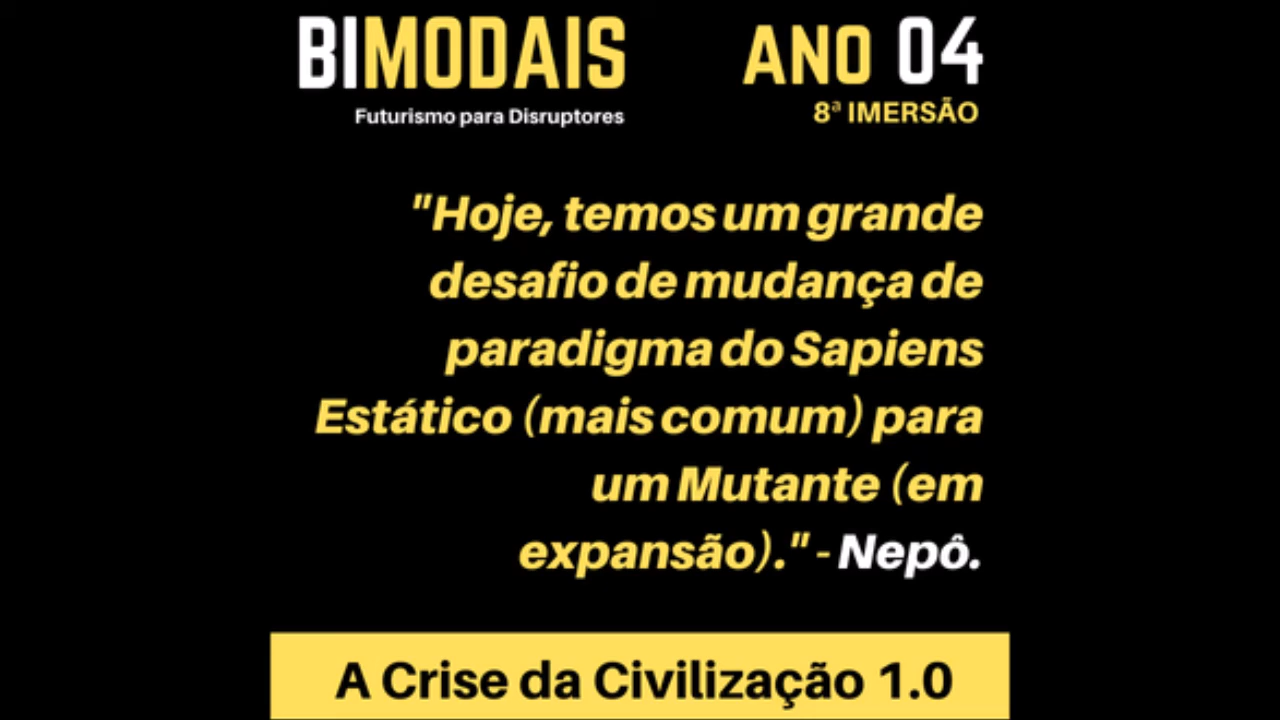 BIMODAIS
Futurismo para Disruptores
ANO 04
8ª IMERSÃO
"Hoje, temos um grande
desafio de mudança de
paradigma do Sapiens
Estático (mais comum) para
um Mutante (em
expansão)." - Nepô.
A Crise da Civilização 1.0